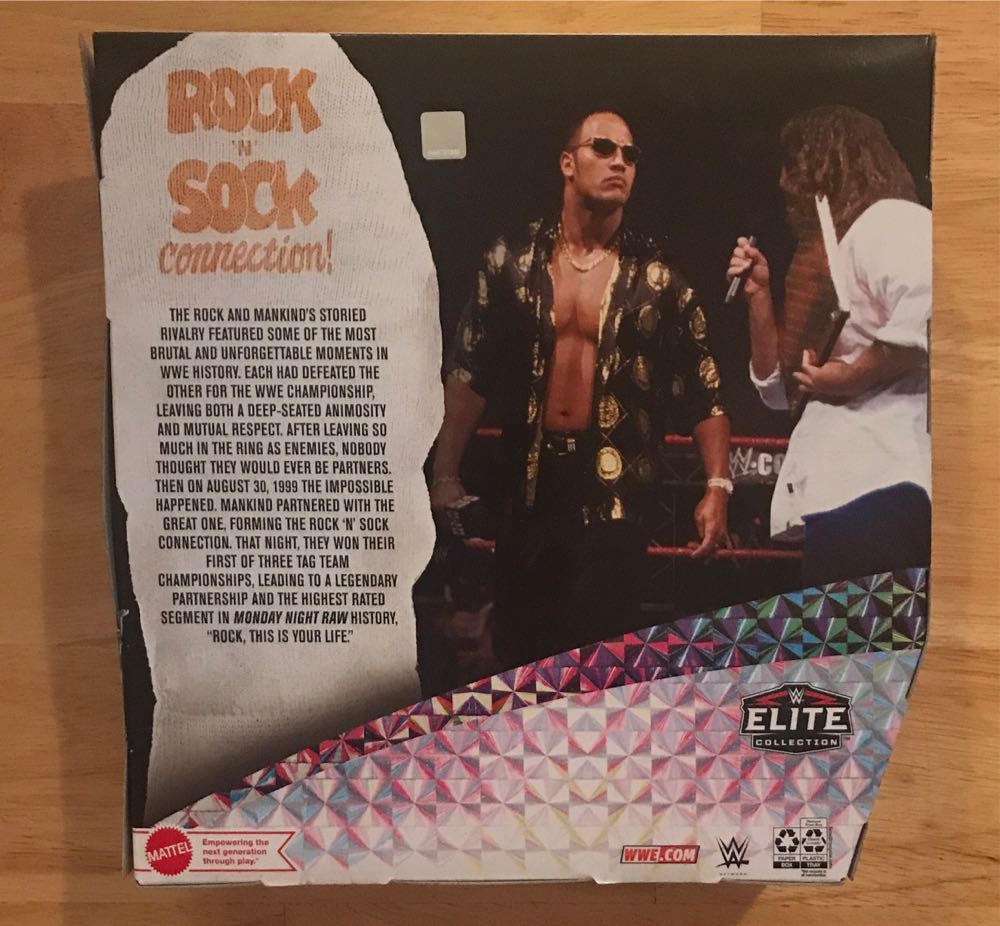 ROCK
'N'
SOCK
connection!
THE ROCK AND MANKIND'S STORIED
RIVALRY FEATURED SOME OF THE MOST
BRUTAL AND UNFORGETTABLE MOMENTS IN
WWE HISTORY. EACH HAD DEFEATED THE
OTHER FOR THE WWE CHAMPIONSHIP,
LEAVING BOTH A DEEP-SEATED ANIMOSITY
AND MUTUAL RESPECT. AFTER LEAVING SO
MUCH IN THE RING AS ENEMIES, NOBODY
THOUGHT THEY WOULD EVER BE PARTNERS.
THEN ON AUGUST 30, 1999 THE IMPOSSIBLE
HAPPENED. MANKIND PARTNERED WITH THE
GREAT ONE, FORMING THE ROCK 'N' SOCK
CONNECTION. THAT NIGHT, THEY WON THEIR
FIRST OF THREE TAG TEAM
CHAMPIONSHIPS, LEADING TO A LEGENDARY
PARTNERSHIP AND THE HIGHEST RATED
SEGMENT IN MONDAY NIGHT RAW HISTORY,
"ROCK, THIS IS YOUR LIFE."
W
ELITE
COLLECTION
MATTEL
Empowering the
next generation
through play.™
WWE.COM
W
NETWORK
PAPER PLASTIC
BOX TRAY